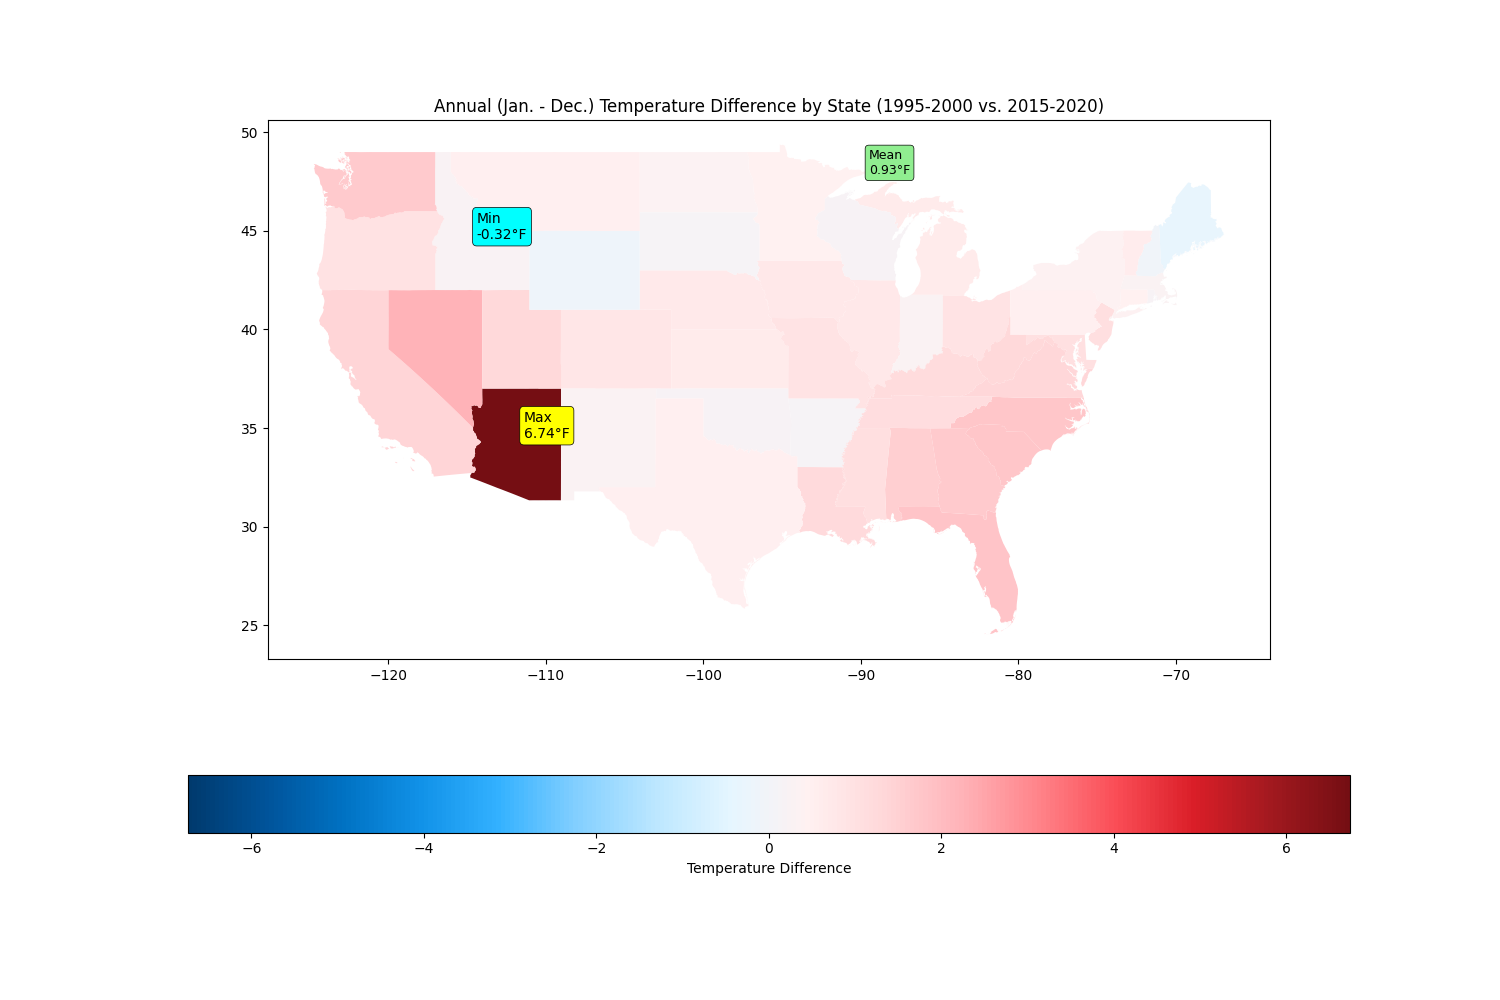 Annual (Jan. - Dec.) Temperature Difference by State (1995-2000 vs. 2015-2020)
50
45
40
35
30
25
Mean
0.93°F
Min
-0.32°F
Max
6.74°F
−120
−110
−100
−90
−80
−70
−6
−4
−2
0
2
4
6
Temperature Difference